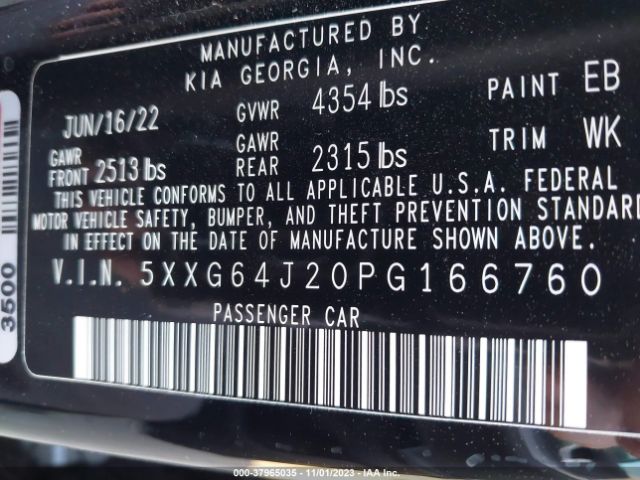 MANUFACTURED BY
KIA GEORGIA, INC.
JUN/16/22 GVWR 4354 lbs PAINT EB
GAWR FRONT 2513 lbs GAWR REAR 2315 lbs TRIM WK
THIS VEHICLE CONFORMS TO ALL APPLICABLE U.S.A. FEDERAL
MOTOR VEHICLE SAFETY, BUMPER, AND THEFT PREVENTION STANDARD
IN EFFECT ON THE DATE OF MANUFACTURE SHOWN ABOVE.
V.I.N. 5XXG64J20PG166760
PASSENGER CAR
3500
000-37965035 - 11/01/2023 - IAA Inc.